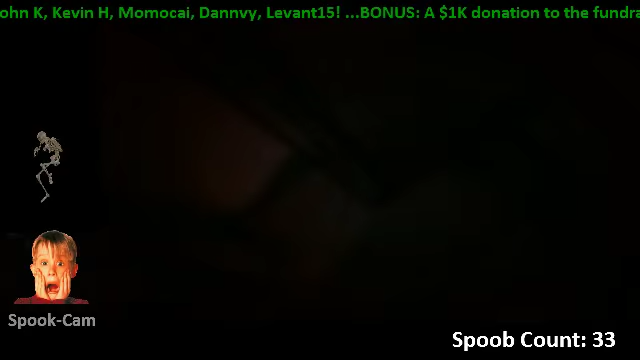 ohn K, Kevin H, Momocai, Dannvy, Levant15! ...BONUS: A $1K donation to the fundra
Spook-Cam
Spoob Count: 33